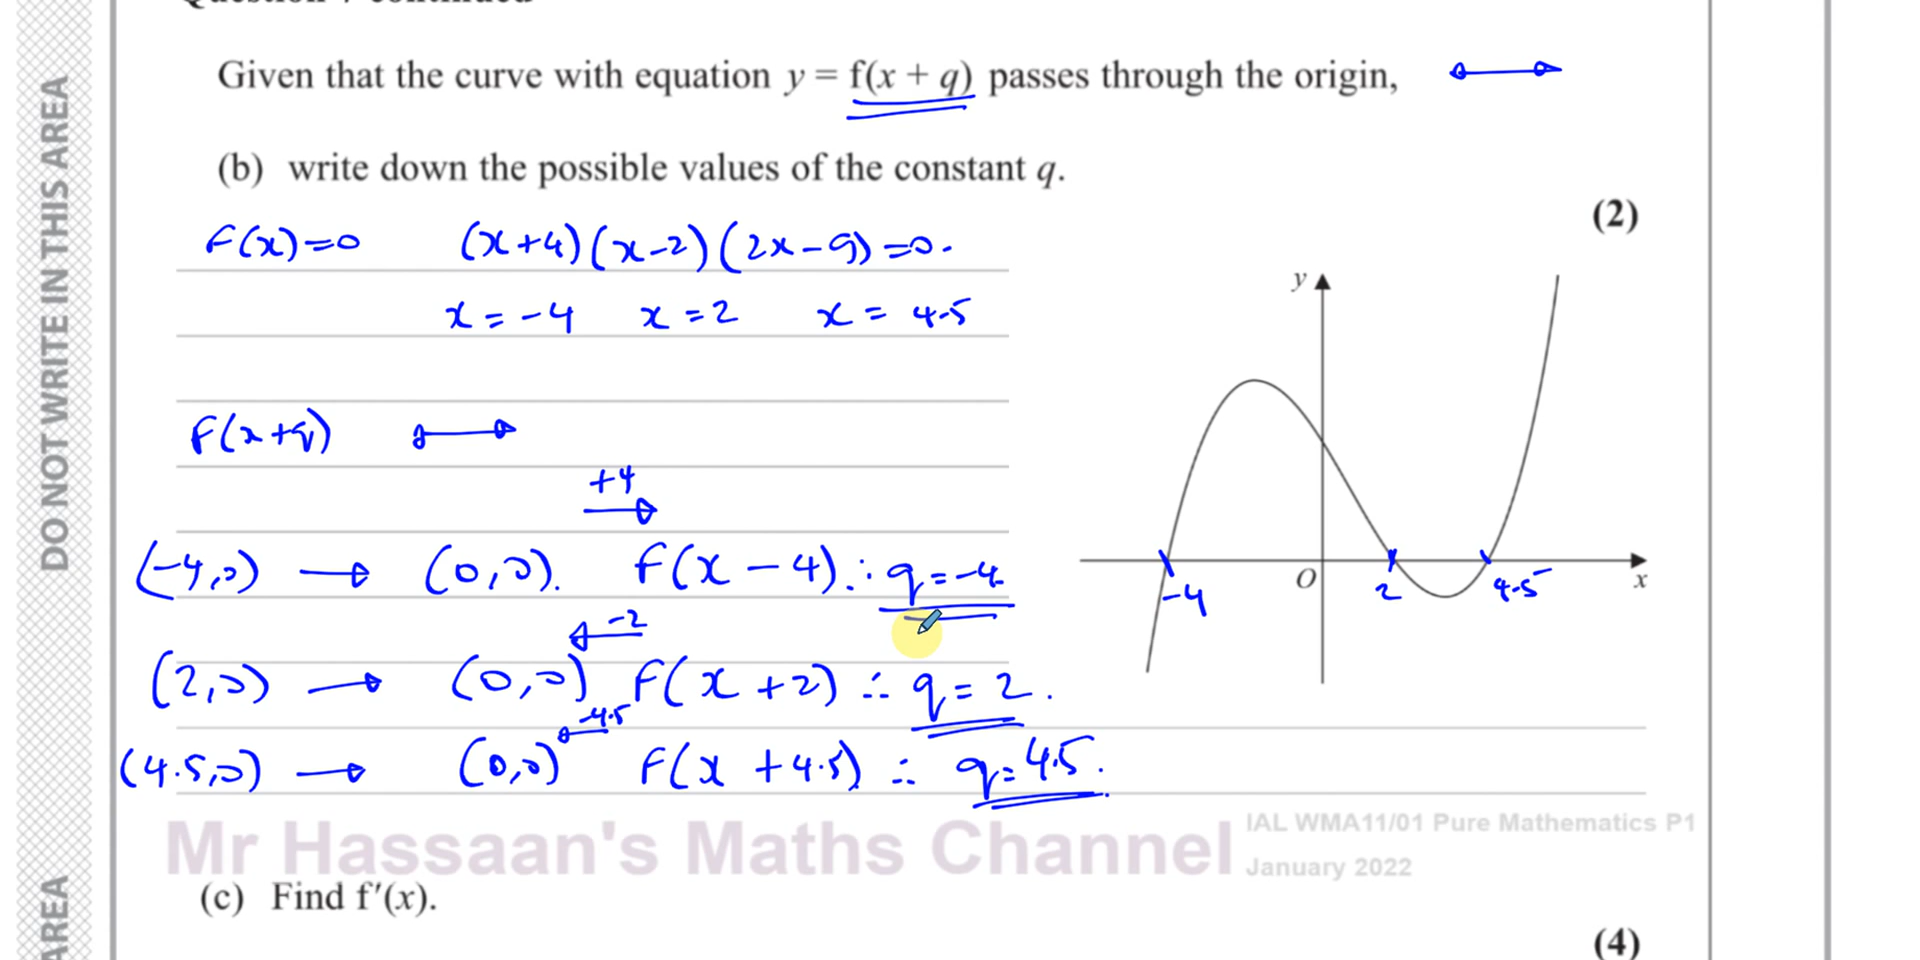 Given that the curve with equation y = f(x + q) passes through the origin,
(b) write down the possible values of the constant q.
(2)
F(x)=0 (x+4)(x-2)(2x-9)=0.
x = -4 x = 2 x = 4.5
F(x+q)
+4
(-4,0) → (0,0). F(x - 4) ∴ q = -4
-2
(2,0) → (0,0) F(x + 2) ∴ q = 2.
-4.5
(4.5,0) → (0,0) F(x + 4.5) ∴ q = 4.5.
y
O
x
-4
2
4.5
Mr Hassaan's Maths Channel
IAL WMA11/01 Pure Mathematics P1
January 2022
(c) Find f′(x).
(4)
DO NOT WRITE IN THIS AREA
AREA